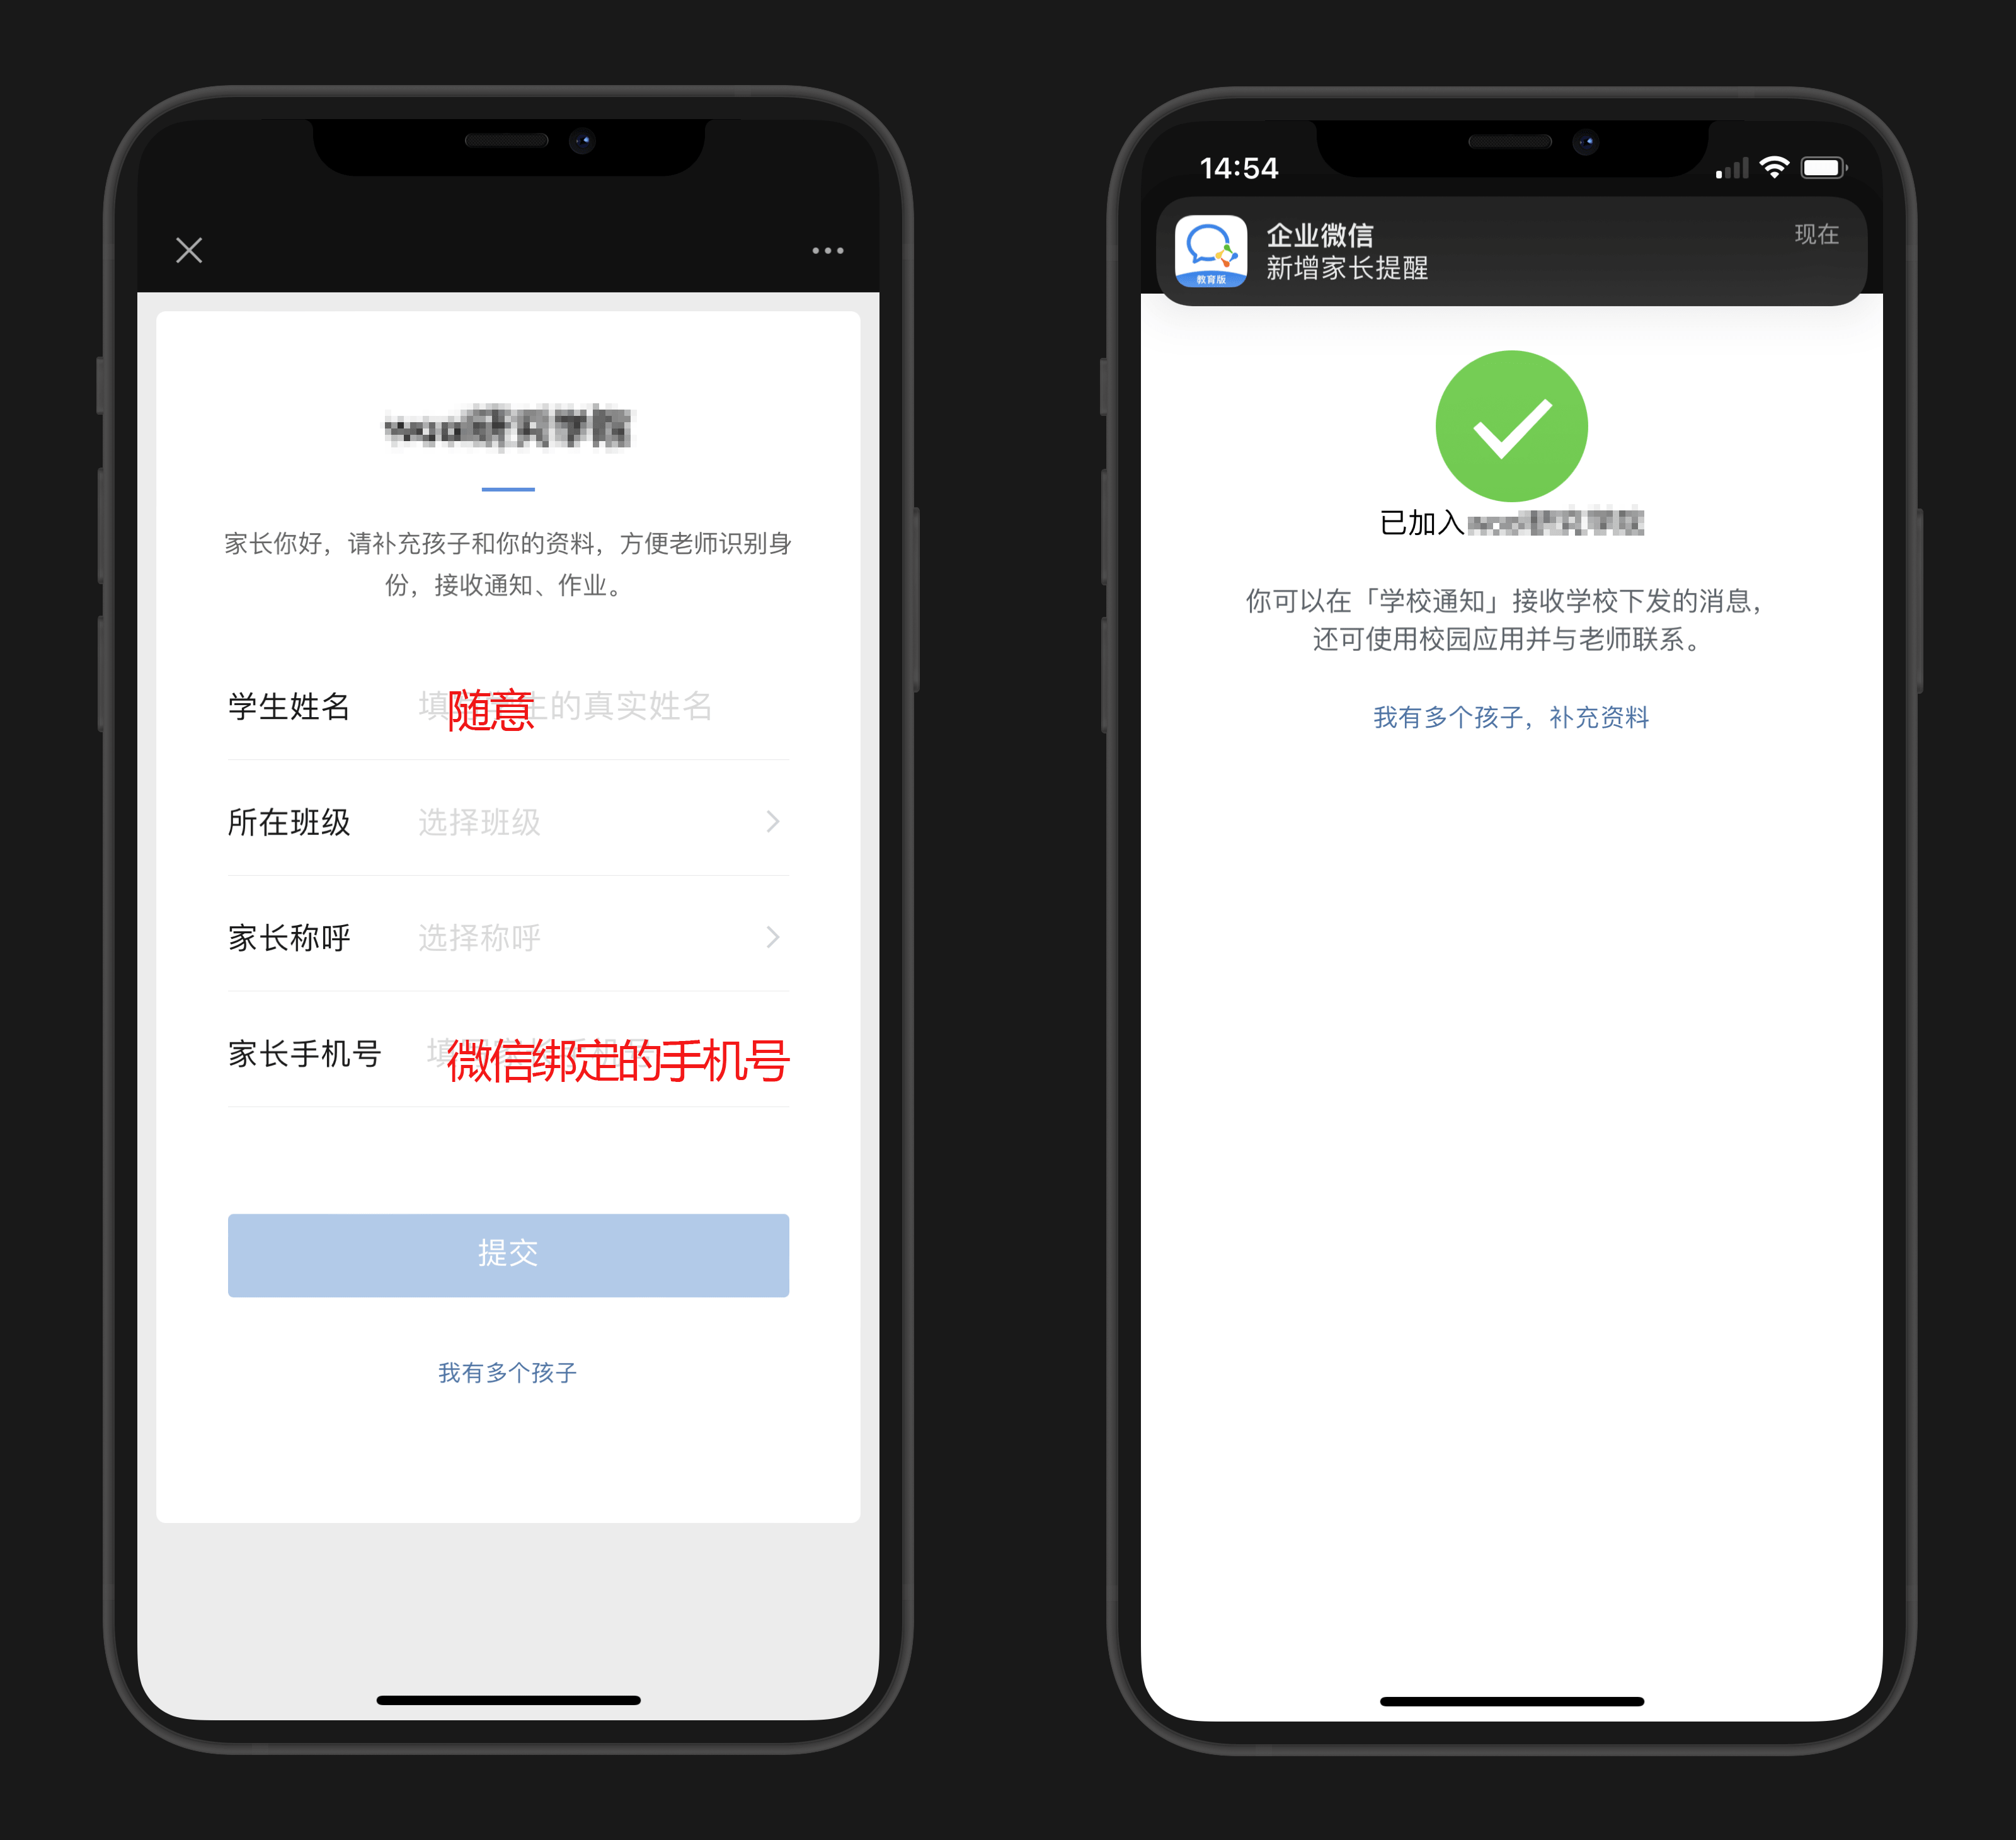 家长你好，请补充孩子和你的资料，方便老师识别身
份，接收通知、作业。
学生姓名 随意 生的真实姓名
所在班级 选择班级
家长称呼 选择称呼
家长手机号 微信绑定的手机号
提交
我有多个孩子
14:54
企业微信 现在
新增家长提醒
教育版
已加入
你可以在「学校通知」接收学校下发的消息，
还可使用校园应用并与老师联系。
我有多个孩子，补充资料